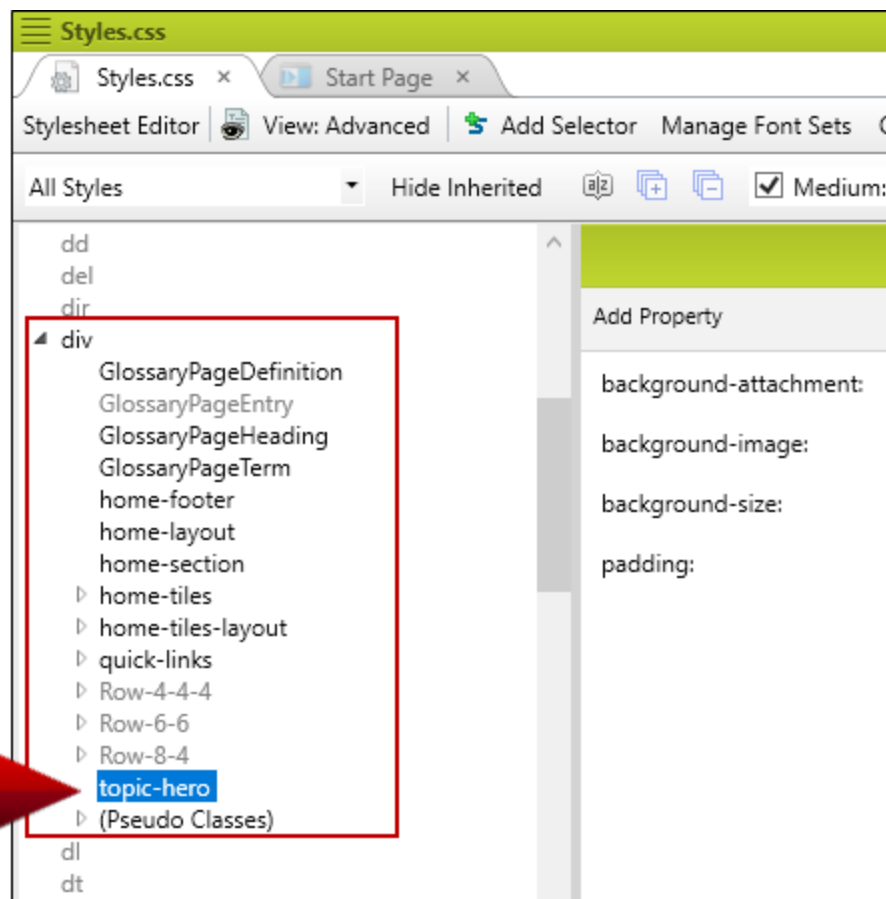 Styles.css
Styles.css × Start Page ×
Stylesheet Editor View: Advanced Add Selector Manage Font Sets
All Styles Hide Inherited a z Medium:
dd
del
dir
div
GlossaryPageDefinition
GlossaryPageEntry
GlossaryPageHeading
GlossaryPageTerm
home-footer
home-layout
home-section
home-tiles
home-tiles-layout
quick-links
Row-4-4-4
Row-6-6
Row-8-4
topic-hero
(Pseudo Classes)
dl
dt
Add Property
background-attachment:
background-image:
background-size:
padding: